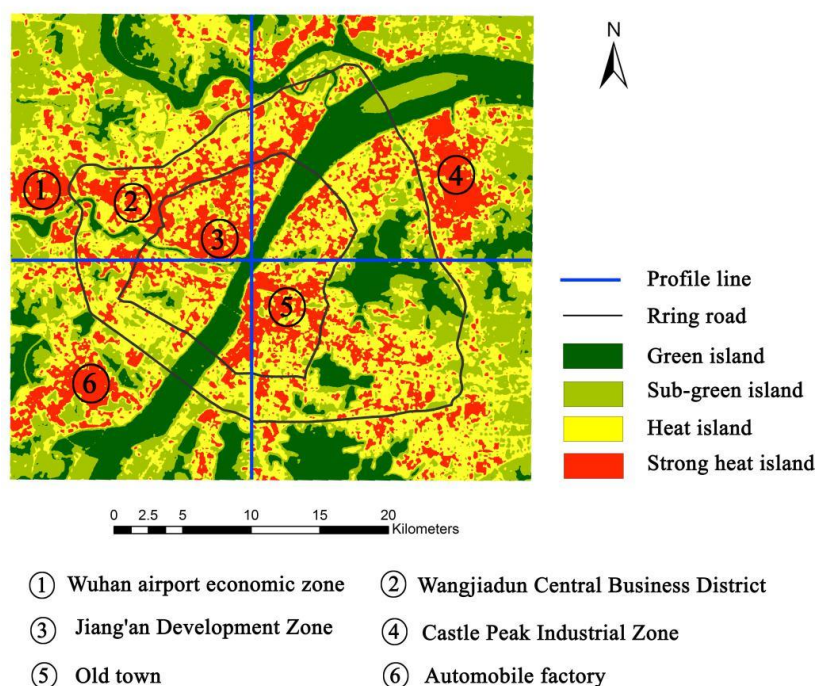 N
1
2
3
4
5
6
Profile line
Rring road
Green island
Sub-green island
Heat island
Strong heat island
0 2.5 5 10 15 20
Kilometers
① Wuhan airport economic zone ② Wangjiadun Central Business District
③ Jiang'an Development Zone ④ Castle Peak Industrial Zone
⑤ Old town ⑥ Automobile factory